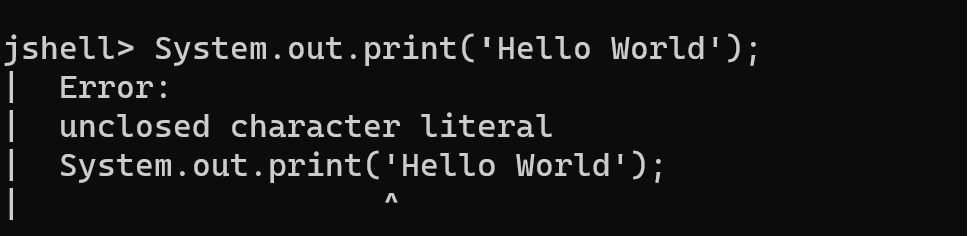 jshell> System.out.print('Hello World');
|  Error:
|  unclosed character literal
|  System.out.print('Hello World');
|                   ^